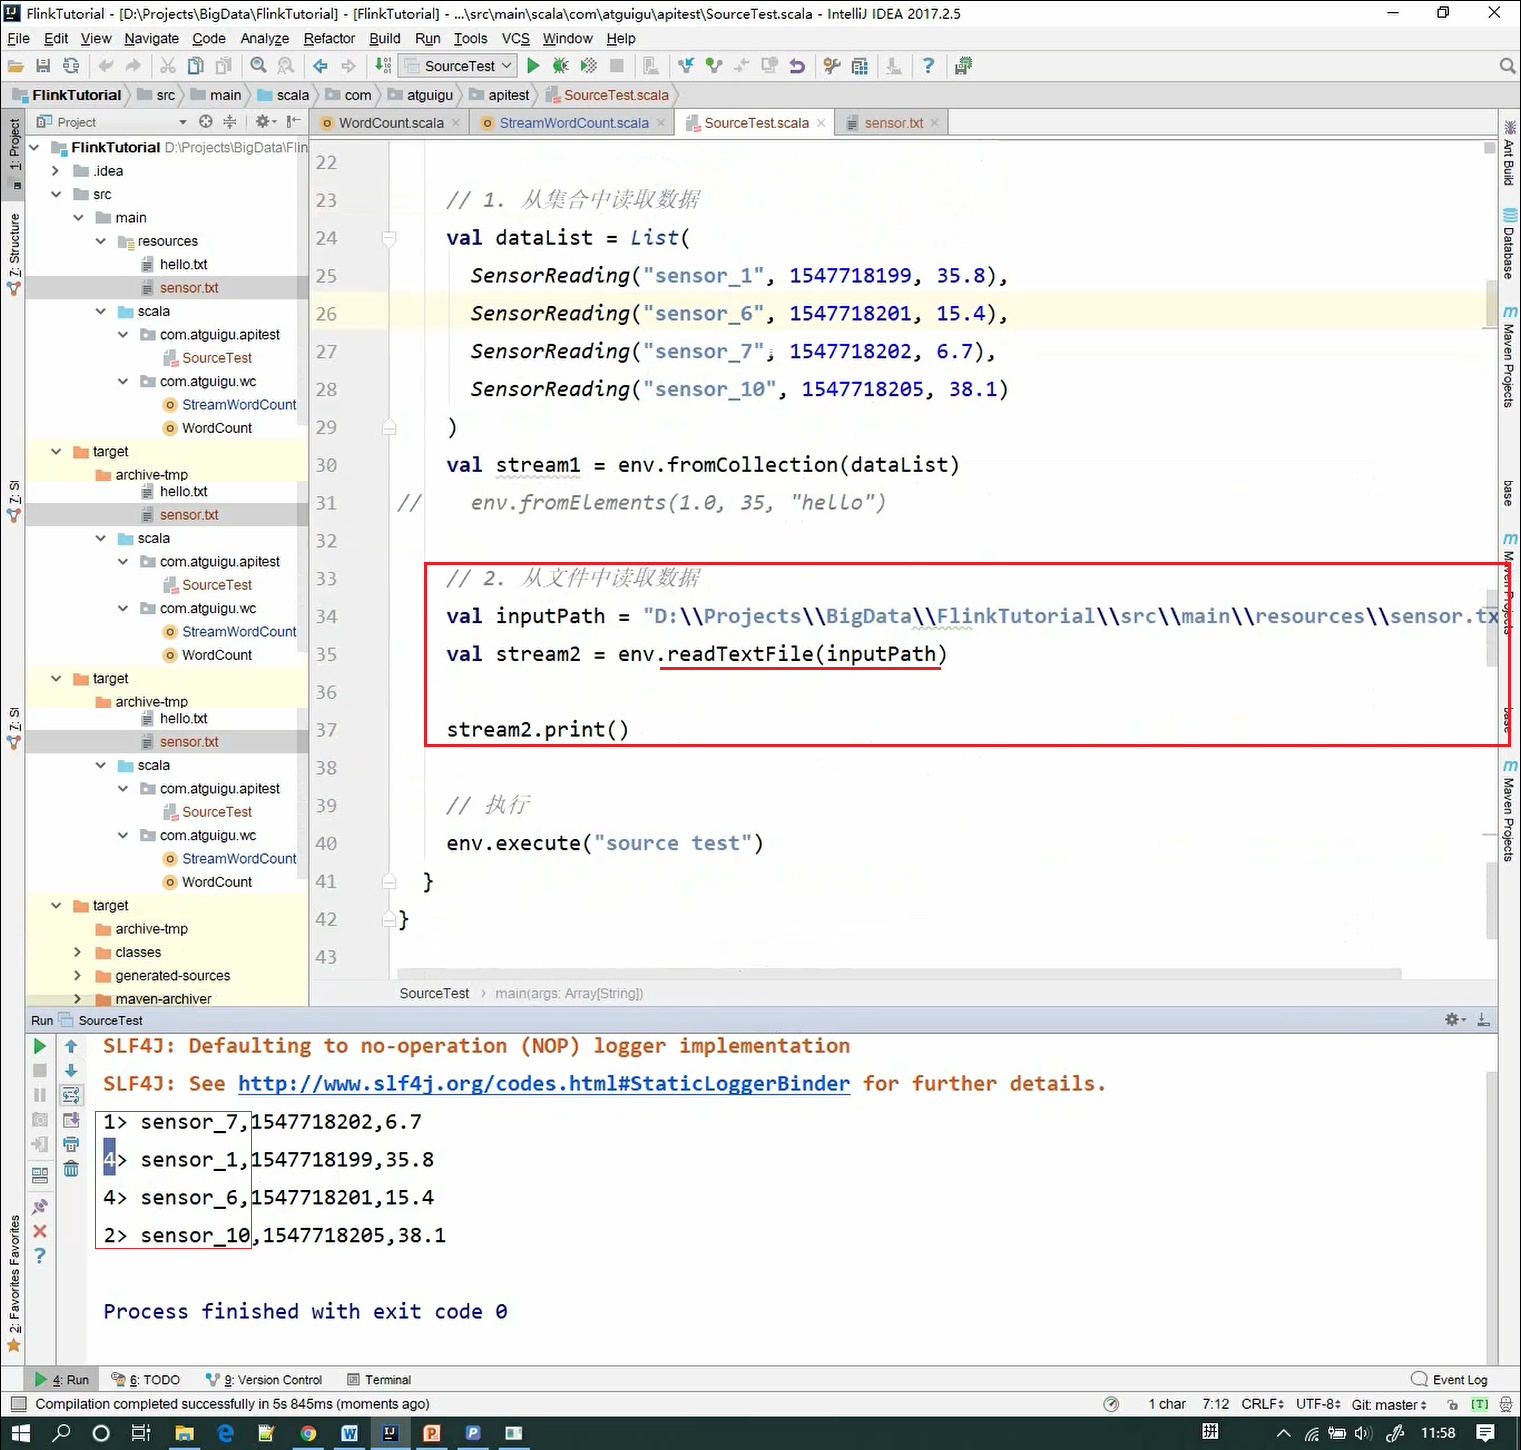 FlinkTutorial - [D:\Projects\BigData\FlinkTutorial] - [FlinkTutorial] - ...\src\main\scala\com\atguigu\apitest\SourceTest.scala - IntelliJ IDEA 2017.2.5
File Edit View Navigate Code Analyze Refactor Build Run Tools VCS Window Help
SourceTest
FlinkTutorial src main scala com atguigu apitest SourceTest.scala
Project
WordCount.scala StreamWordCount.scala SourceTest.scala sensor.txt
1: Project
7: Structure
7: St
7: St
2: Favorites Favorites
FlinkTutorial D:\Projects\BigData\Flin
.idea
src
main
resources
hello.txt
sensor.txt
scala
com.atguigu.apitest
SourceTest
com.atguigu.wc
StreamWordCount
WordCount
target
archive-tmp
hello.txt
sensor.txt
scala
com.atguigu.apitest
SourceTest
com.atguigu.wc
StreamWordCount
WordCount
target
archive-tmp
hello.txt
sensor.txt
scala
com.atguigu.apitest
SourceTest
com.atguigu.wc
StreamWordCount
WordCount
target
archive-tmp
classes
generated-sources
maven-archiver
22
23 // 1. 从集合中读取数据
24 val dataList = List(
25 SensorReading("sensor_1", 1547718199, 35.8),
26 SensorReading("sensor_6", 1547718201, 15.4),
27 SensorReading("sensor_7", 1547718202, 6.7),
28 SensorReading("sensor_10", 1547718205, 38.1)
29 )
30 val stream1 = env.fromCollection(dataList)
31 // env.fromElements(1.0, 35, "hello")
32
33 // 2. 从文件中读取数据
34 val inputPath = "D:\\Projects\\BigData\\FlinkTutorial\\src\\main\\resources\\sensor.tx
35 val stream2 = env.readTextFile(inputPath)
36
37 stream2.print()
38
39 // 执行
40 env.execute("source test")
41 }
42 }
43
SourceTest main(args: Array[String])
Ant Build
Database
Maven Projects
base
Maven Projects
base
Maven Projects
Run SourceTest
SLF4J: Defaulting to no-operation (NOP) logger implementation
SLF4J: See http://www.slf4j.org/codes.html#StaticLoggerBinder for further details.
1> sensor_7,1547718202,6.7
4> sensor_1,1547718199,35.8
4> sensor_6,1547718201,15.4
2> sensor_10,1547718205,38.1
Process finished with exit code 0
4: Run 6: TODO 9: Version Control Terminal Event Log
Compilation completed successfully in 5s 845ms (moments ago) 1 char 7:12 CRLF UTF-8 Git: master [T]
拼 11:58